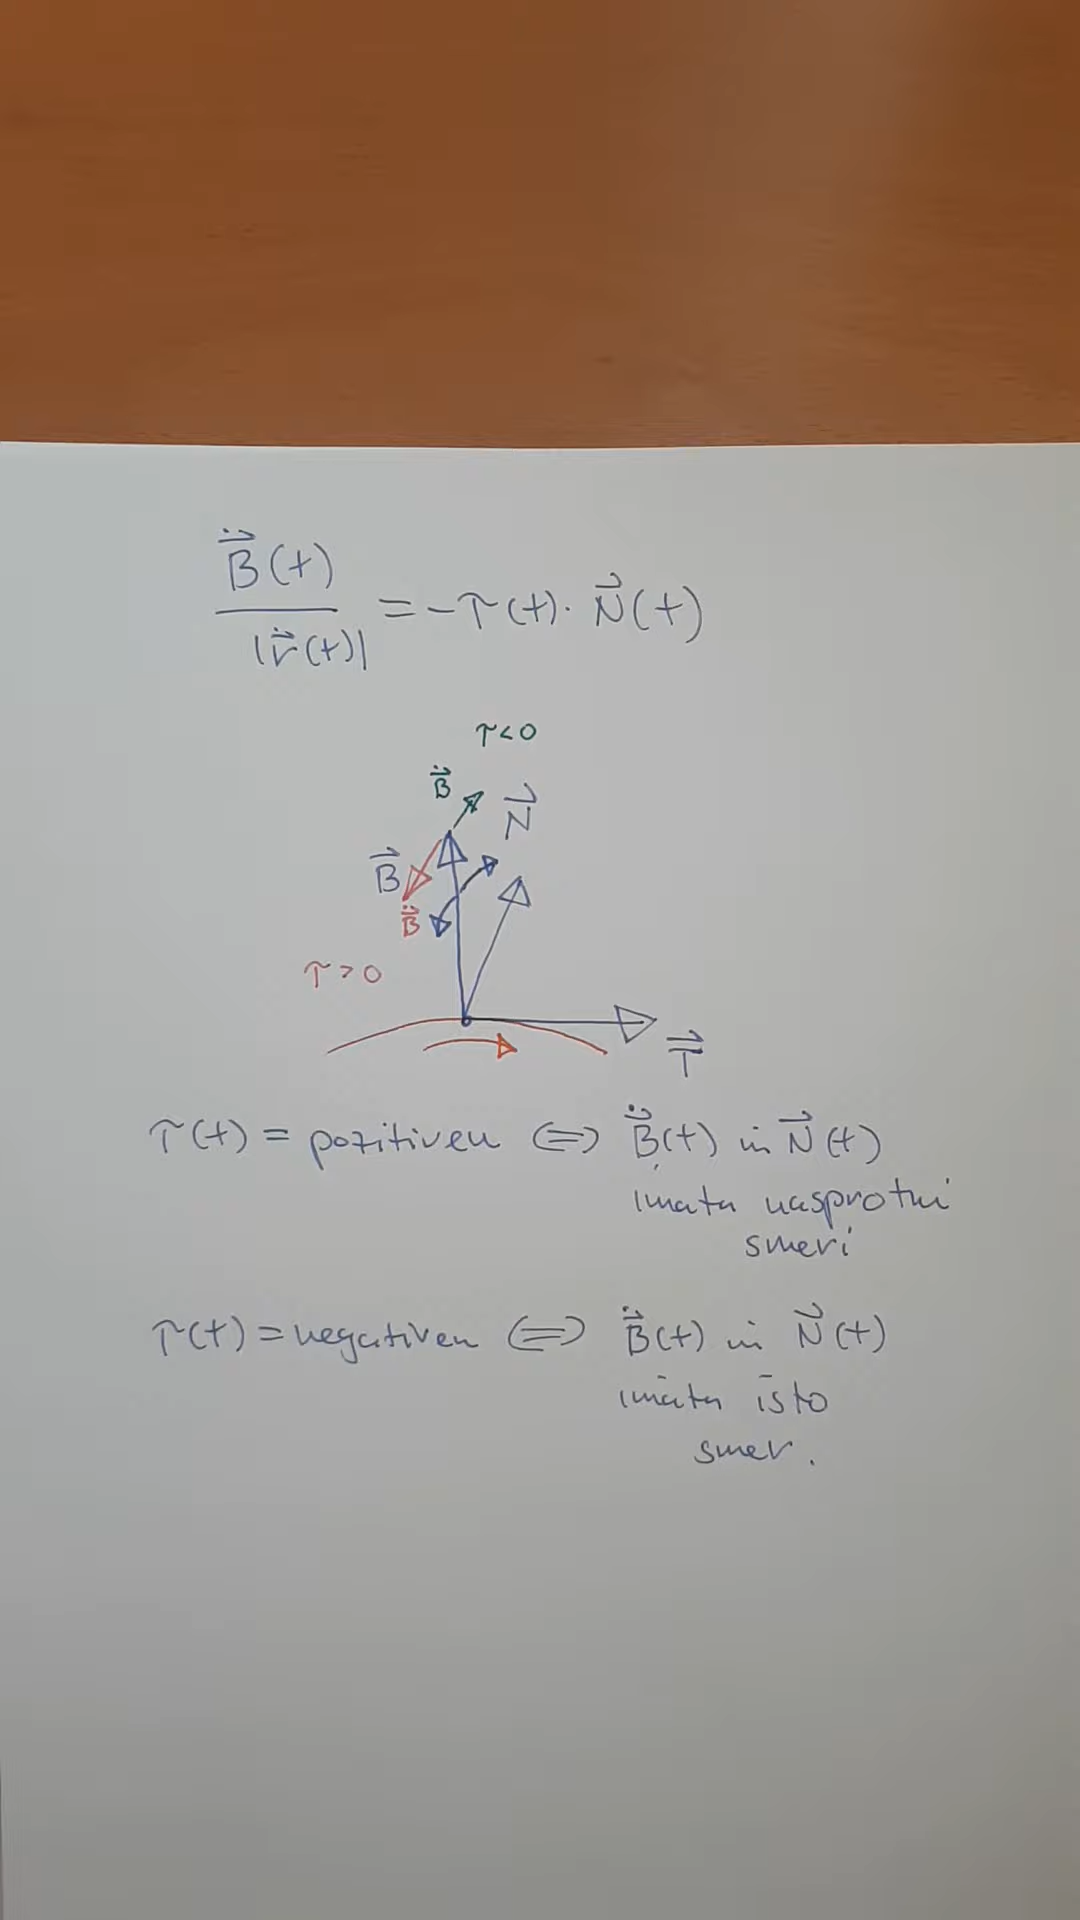 B⃗̇(t) / |r⃗̇(t)| = -τ(t) · N⃗(t)
τ<0
B⃗̇
N⃗
B⃗
B⃗̇
τ>0
T⃗
τ(t) = pozitiven ⟺ B⃗̇(t) in N⃗(t)
imata nasprotni
smeri
τ(t) = negativen ⟺ B⃗̇(t) in N⃗(t)
imata isto
smer.